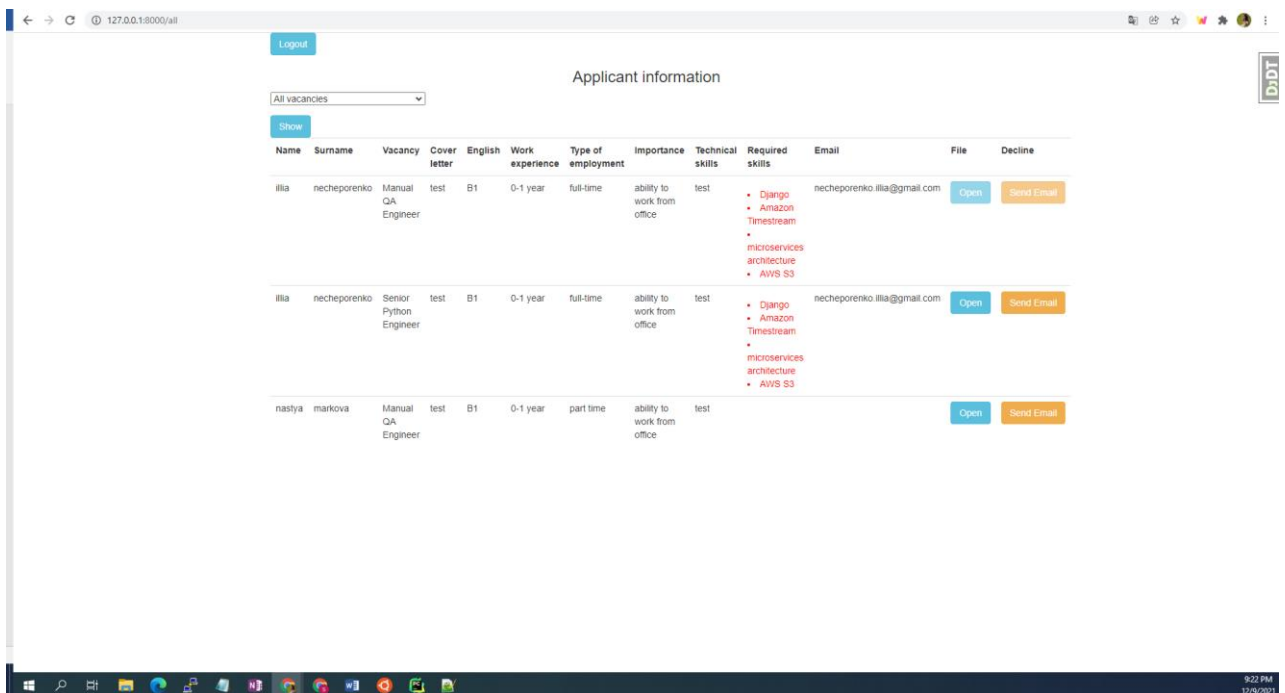 127.0.0.1:8000/all
Logout
Applicant information
DjDT
All vacancies
Show
Name Surname Vacancy Cover letter English Work experience Type of employment Importance Technical skills Required skills Email File Decline
illia necheporenko Manual QA Engineer test B1 0-1 year full-time ability to work from office test
• Django
• Amazon Timestream
• microservices architecture
• AWS S3
necheporenko.illia@gmail.com Open Send Email
illia necheporenko Senior Python Engineer test B1 0-1 year full-time ability to work from office test
• Django
• Amazon Timestream
• microservices architecture
• AWS S3
necheporenko.illia@gmail.com Open Send Email
nastya markova Manual QA Engineer test B1 0-1 year part time ability to work from office test Open Send Email
9:22 PM
12/9/2021